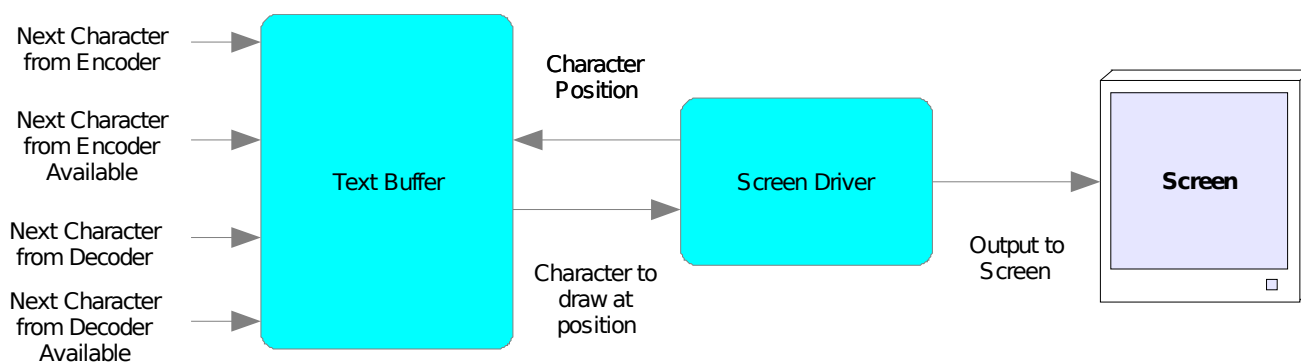 Next Character
from Encoder
Next Character
from Encoder
Available
Next Character
from Decoder
Next Character
from Decoder
Available
Text Buffer
Character
Position
Character to
draw at
position
Screen Driver
Output to
Screen
Screen